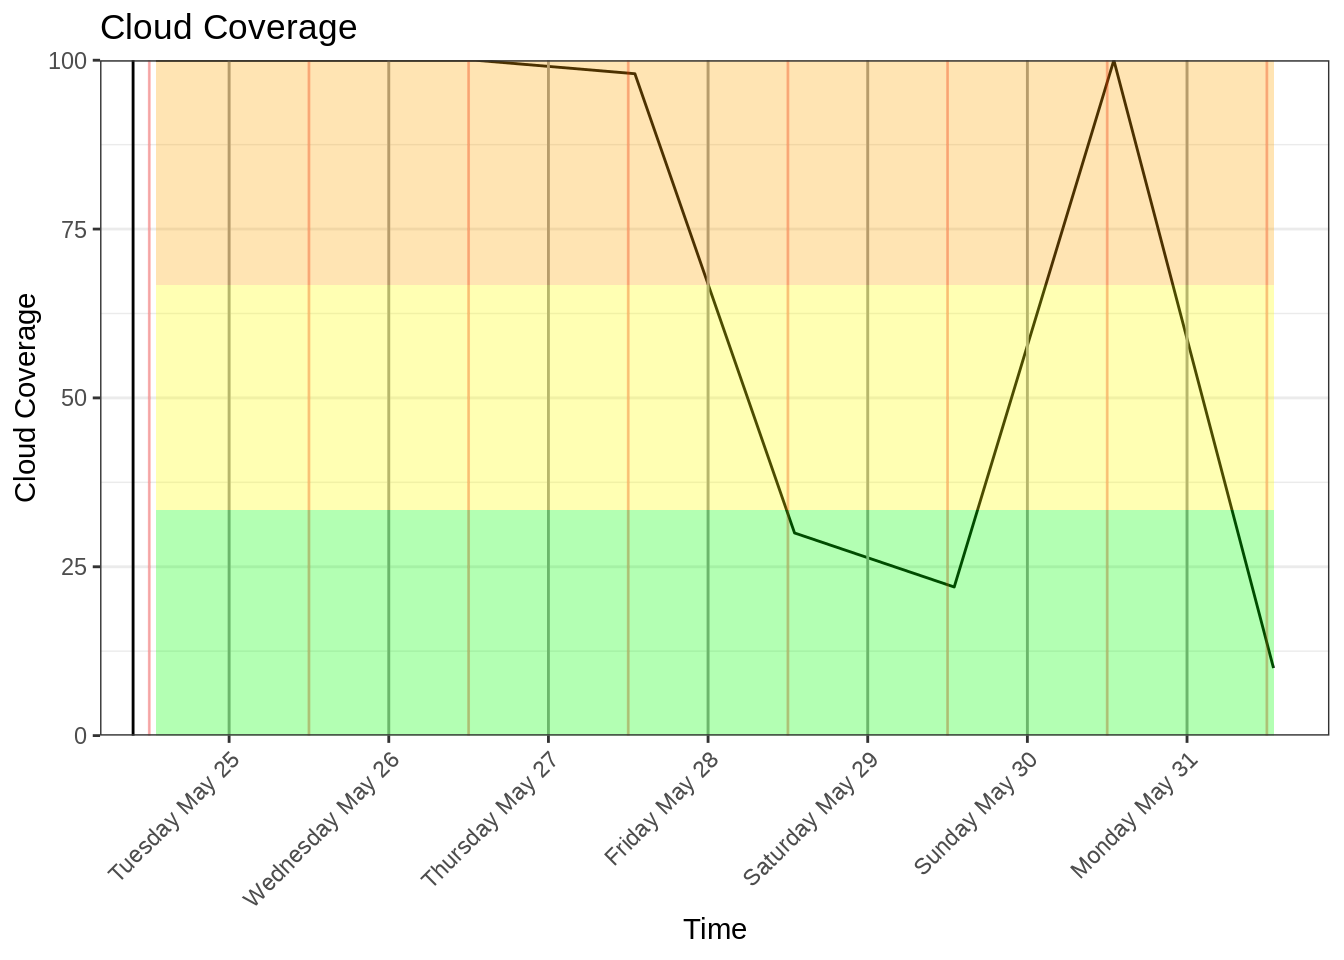 Cloud Coverage
100
75
50
25
0
Cloud Coverage
Tuesday May 25
Wednesday May 26
Thursday May 27
Friday May 28
Saturday May 29
Sunday May 30
Monday May 31
Time